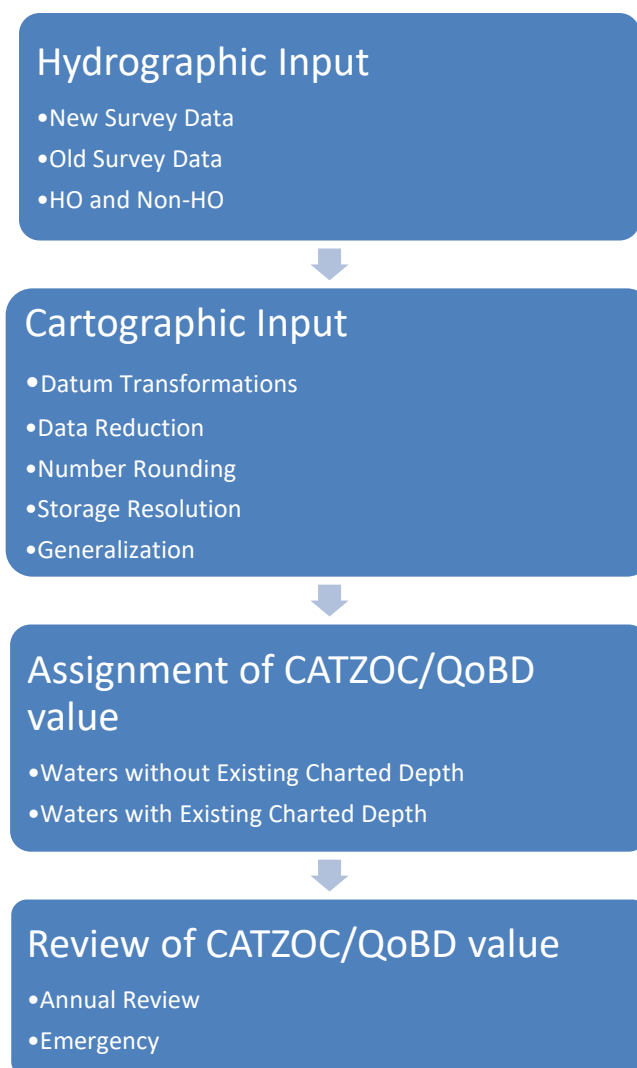 Hydrographic Input
•New Survey Data
•Old Survey Data
•HO and Non-HO
Cartographic Input
•Datum Transformations
•Data Reduction
•Number Rounding
•Storage Resolution
•Generalization
Assignment of CATZOC/QoBD
value
•Waters without Existing Charted Depth
•Waters with Existing Charted Depth
Review of CATZOC/QoBD value
•Annual Review
•Emergency